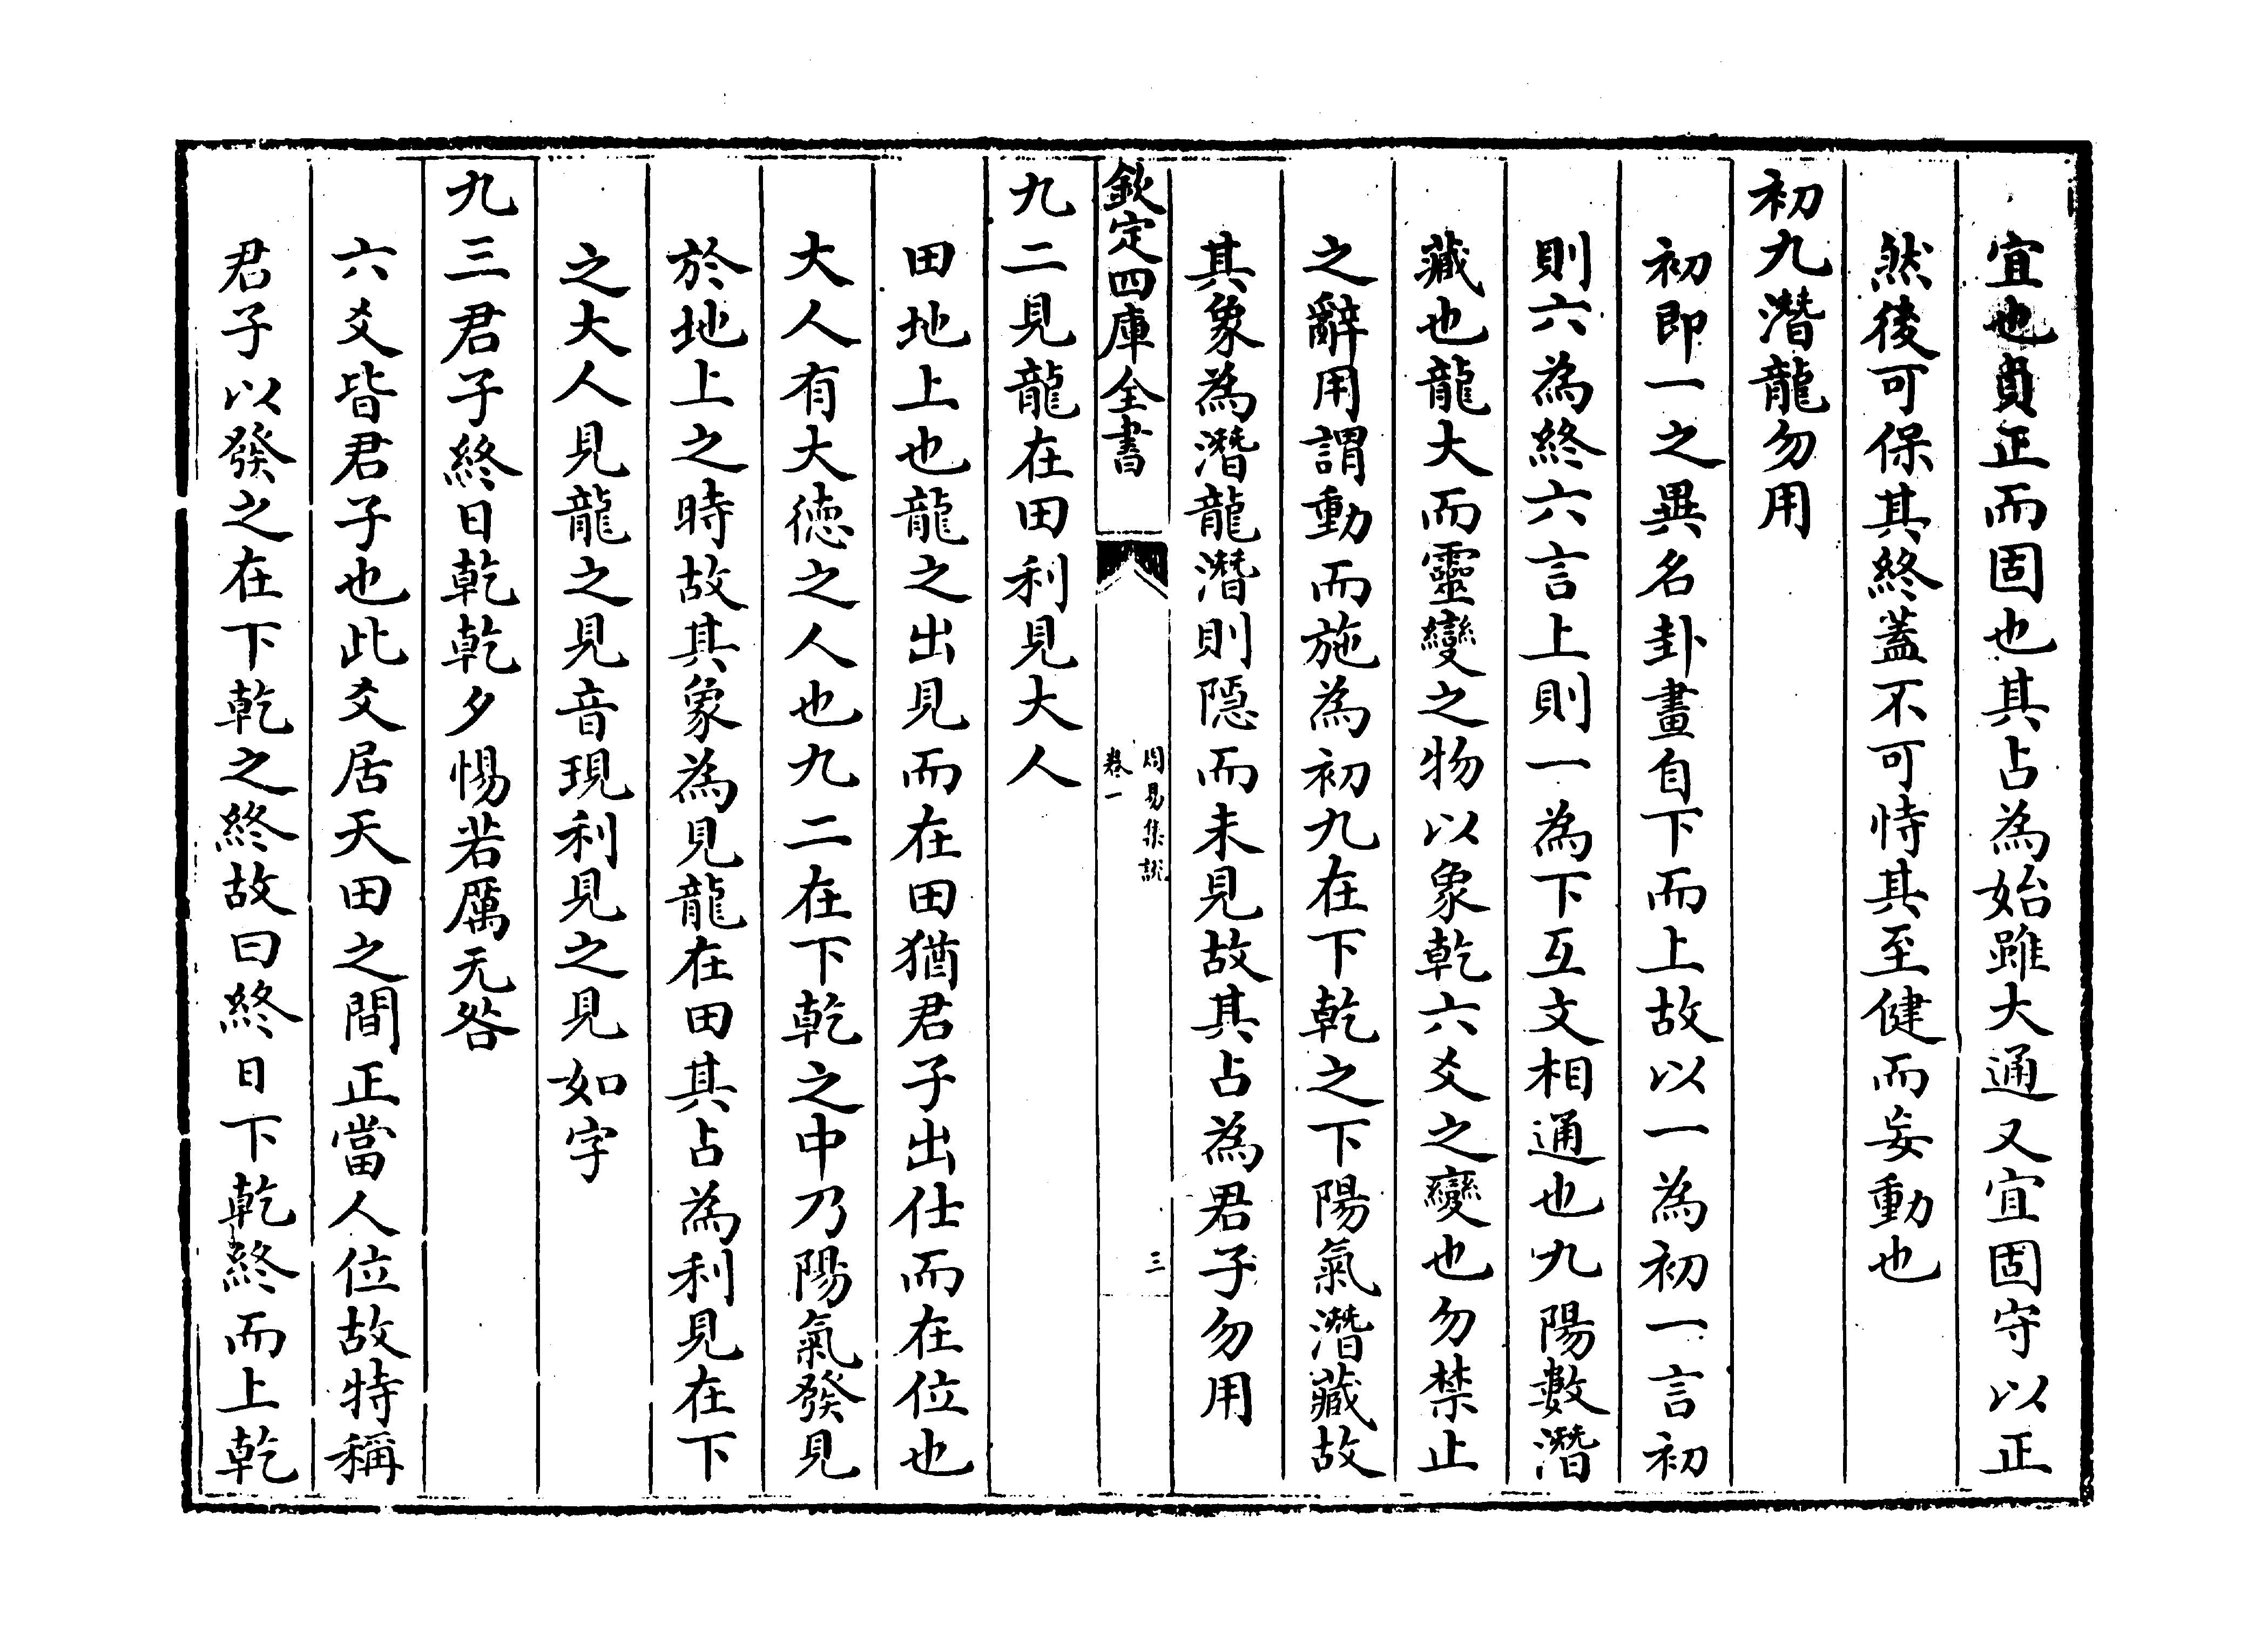 宜也貞正而固也其占為始雖大通又宜固守以正
然後可保其終蓋不可恃其至健而妄動也
初九潛龍勿用
初即一之異名卦畫自下而上故以一為初一言初
則六為終六言上則一為下互文相通也九陽數潛
藏也龍大而靈變之物以象乾六爻之變也勿禁止
之辭用謂動而施為初九在下乾之下陽氣潛藏故
其象為潛龍潛則隱而未見故其占為君子勿用
欽定四庫全書
周易集說
卷一
三
九二見龍在田利見大人
田地上也龍之出見而在田猶君子出仕而在位也
大人有大德之人也九二在下乾之中乃陽氣發見
於地上之時故其象為見龍在田其占為利見在下
之大人見龍之見音現利見之見如字
九三君子終日乾乾夕惕若厲无咎
六爻皆君子也此爻居天田之間正當人位故特稱
君子以發之在下乾之終故曰終日下乾終而上乾